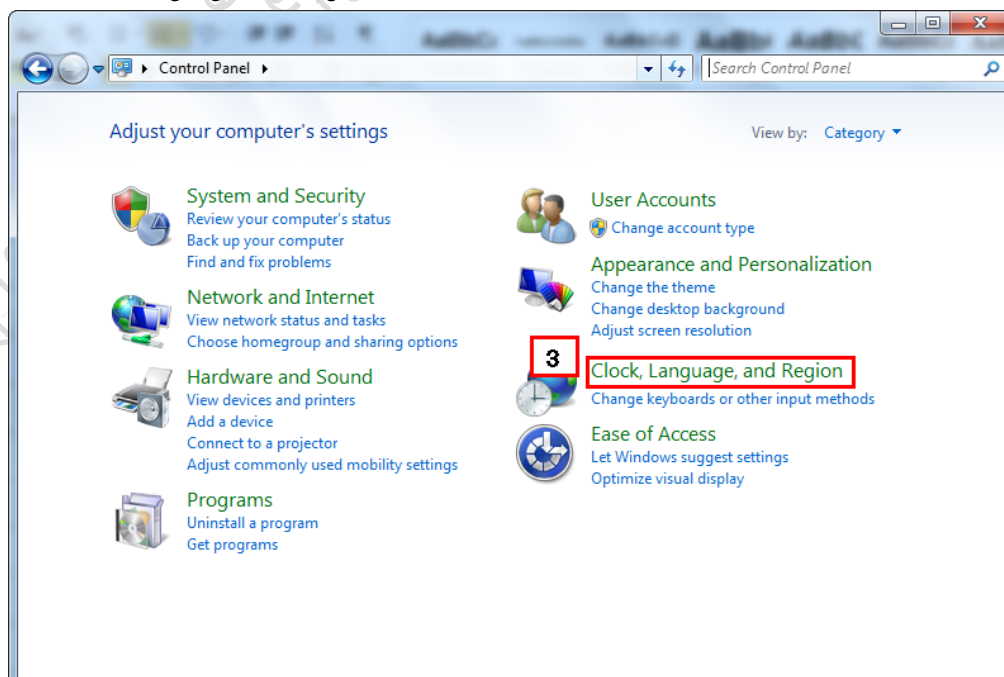 Control Panel
Search Control Panel
Adjust your computer's settings
View by: Category
System and Security
Review your computer's status
Back up your computer
Find and fix problems
Network and Internet
View network status and tasks
Choose homegroup and sharing options
Hardware and Sound
View devices and printers
Add a device
Connect to a projector
Adjust commonly used mobility settings
Programs
Uninstall a program
Get programs
User Accounts
Change account type
Appearance and Personalization
Change the theme
Change desktop background
Adjust screen resolution
3
Clock, Language, and Region
Change keyboards or other input methods
Ease of Access
Let Windows suggest settings
Optimize visual display